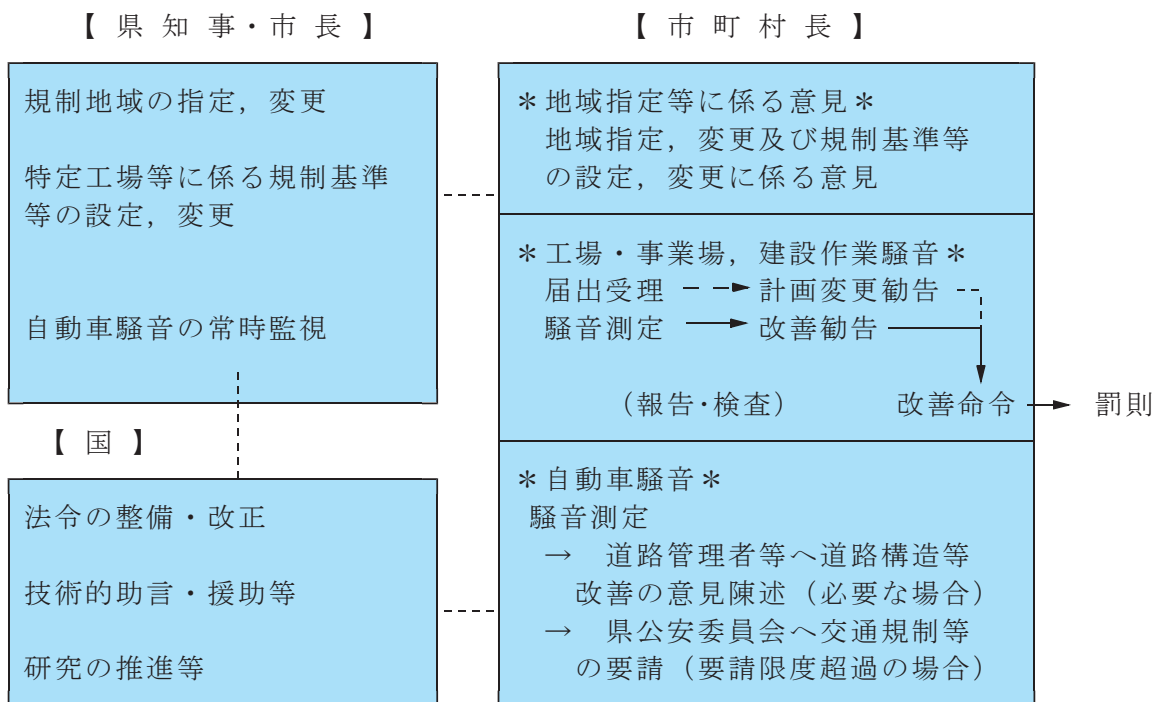 【 県 知 事・市 長 】
規制地域の指定，変更
特定工場等に係る規制基準
等の設定，変更
自動車騒音の常時監視
【 国 】
法令の整備・改正
技術的助言・援助等
研究の推進等
【 市 町 村 長 】
＊地域指定等に係る意見＊
地域指定，変更及び規制基準等
の設定，変更に係る意見
＊工場・事業場，建設作業騒音＊
届出受理 計画変更勧告
騒音測定 改善勧告
（報告・検査） 改善命令 罰則
＊自動車騒音＊
騒音測定
→ 道路管理者等へ道路構造等
改善の意見陳述（必要な場合）
→ 県公安委員会へ交通規制等
の要請（要請限度超過の場合）